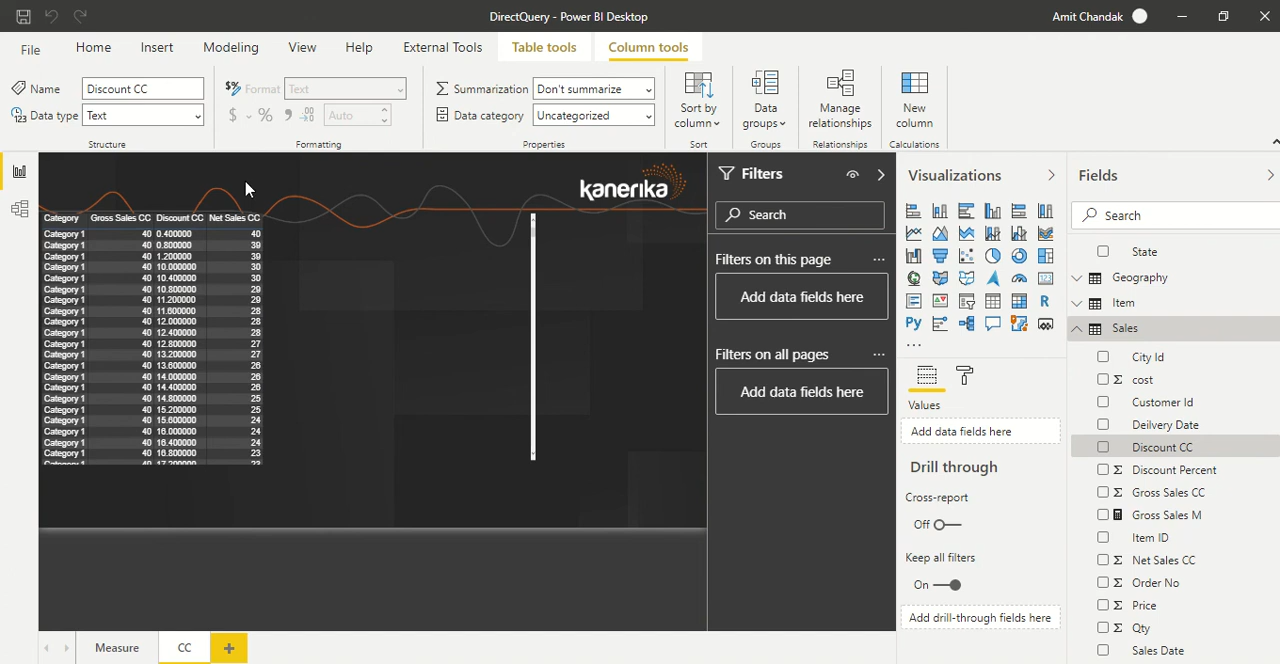 DirectQuery - Power BI Desktop
Amit Chandak
File Home Insert Modeling View Help External Tools Table tools Column tools
Name Discount CC
Data type Text
Structure
$% Format Text
$ % 9 .00 Auto
Formatting
Summarization Don't summarize
Data category Uncategorized
Properties
Sort by
column
Sort
Data
groups
Groups
Manage
relationships
Relationships
New
column
Calculations
kanerika
Category Gross Sales CC Discount CC Net Sales CC
Category 1 40 0.400000 40
Category 1 40 0.800000 39
Category 1 40 1.200000 39
Category 1 40 10.000000 30
Category 1 40 10.400000 30
Category 1 40 10.800000 29
Category 1 40 11.200000 29
Category 1 40 11.600000 28
Category 1 40 12.000000 28
Category 1 40 12.400000 28
Category 1 40 12.800000 27
Category 1 40 13.200000 27
Category 1 40 13.600000 26
Category 1 40 14.000000 26
Category 1 40 14.400000 26
Category 1 40 14.800000 25
Category 1 40 15.200000 25
Category 1 40 15.600000 24
Category 1 40 16.000000 24
Category 1 40 16.400000 24
Category 1 40 16.800000 23
Category 1 40 17.200000 23
Filters
Search
Filters on this page ...
Add data fields here
Filters on all pages ...
Add data fields here
Visualizations
R
Py
...
Values
Add data fields here
Drill through
Cross-report
Off
Keep all filters
On
Add drill-through fields here
Fields
Search
State
Geography
Item
Sales
City Id
Σ cost
Customer Id
Deilvery Date
Discount CC
Σ Discount Percent
Σ Gross Sales CC
Gross Sales M
Item ID
Σ Net Sales CC
Σ Order No
Σ Price
Σ Qty
Sales Date
Measure CC +